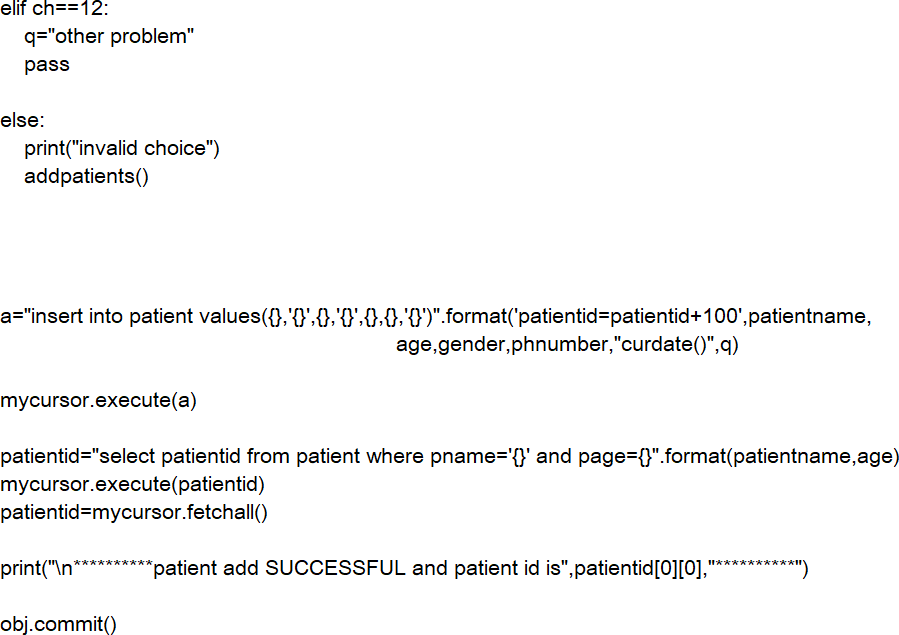 elif ch==12:
    q="other problem"
    pass
else:
    print("invalid choice")
    addpatients()
a="insert into patient values({},'{}',{},'{}',{},{},'{}')".format('patientid=patientid+100',patientname,
age,gender,phnumber,"curdate()",q)
mycursor.execute(a)
patientid="select patientid from patient where pname='{}' and page={}".format(patientname,age)
mycursor.execute(patientid)
patientid=mycursor.fetchall()
print("\n**********patient add SUCCESSFUL and patient id is",patientid[0][0],"**********")
obj.commit()